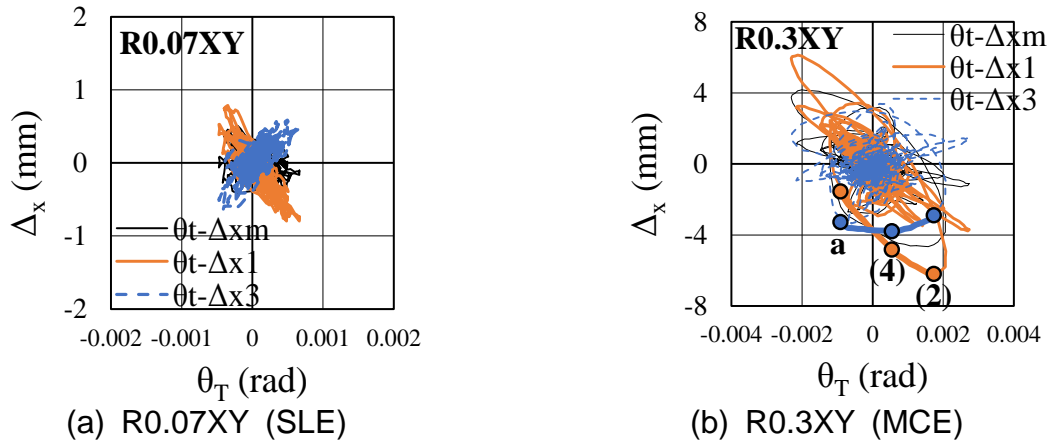 2
R0.07XY
1
0
-1
-2
θt-Δxm
θt-Δx1
θt-Δx3
-0.002 -0.001 0 0.001 0.002
Δx (mm)
θT (rad)
(a) R0.07XY (SLE)
8
R0.3XY
4
0
-4
-8
θt-Δxm
θt-Δx1
θt-Δx3
a
(4)
(2)
-0.004 -0.002 0 0.002 0.004
Δx (mm)
θT (rad)
(b) R0.3XY (MCE)